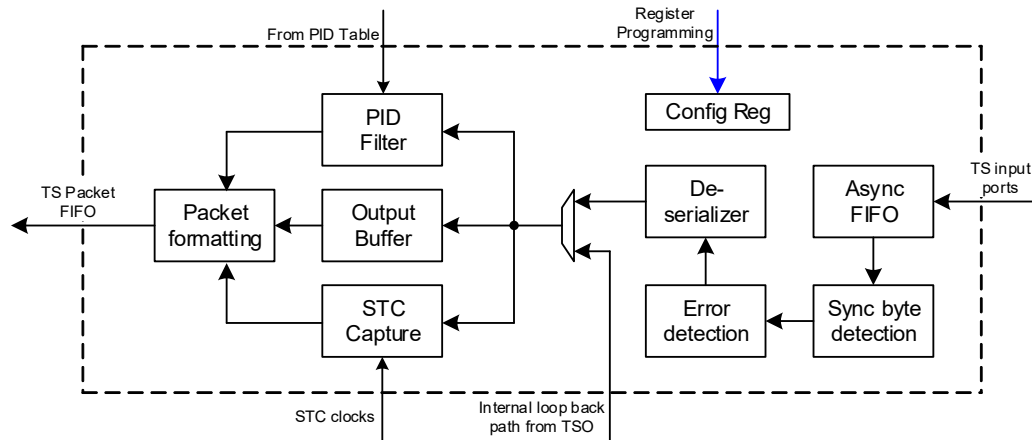 From PID Table
Register
Programming
PID
Filter
Config Reg
TS input
ports
TS Packet
FIFO
Packet
formatting
Output
Buffer
De-
serializer
Async
FIFO
STC
Capture
Error
detection
Sync byte
detection
STC clocks
Internal loop back
path from TSO